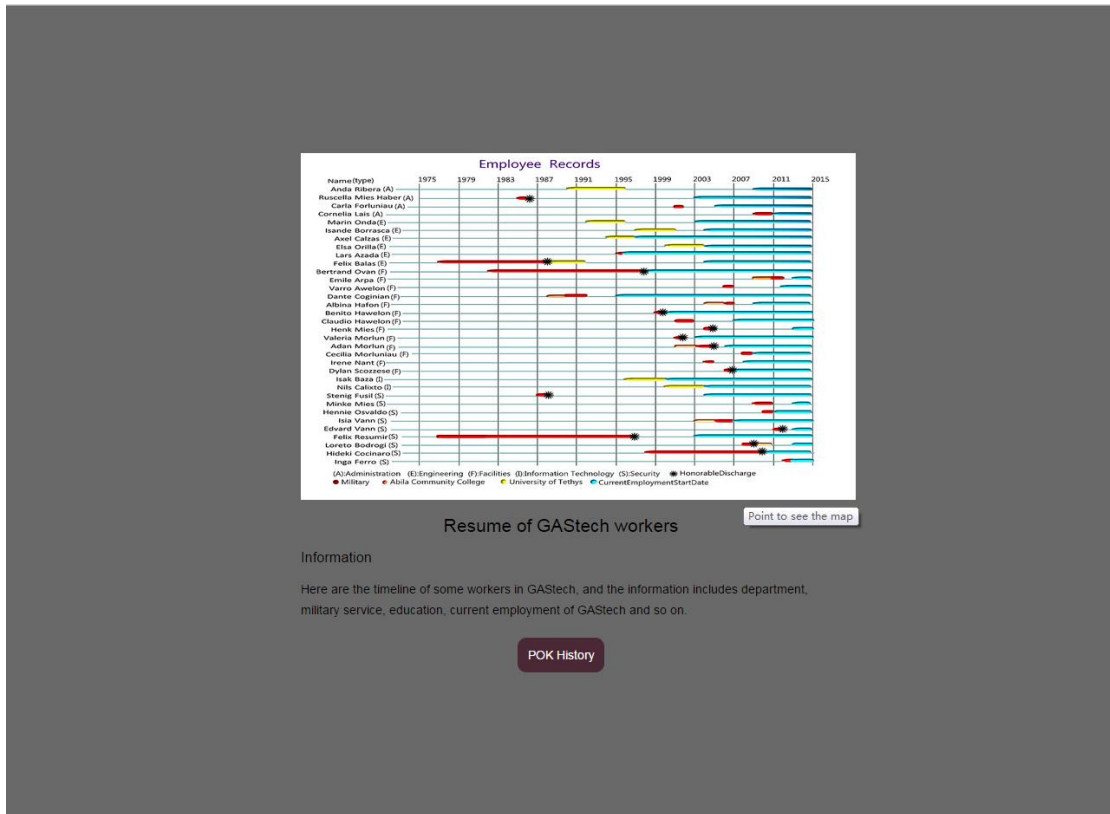 Employee Records
Name(type) 1975 1979 1983 1987 1991 1995 1999 2003 2007 2011 2015
Anda Ribera (A)
Ruscella Mies Haber (A)
Carla Forluniau (A)
Cornelia Lais (A)
Marin Onda(E)
Isande Borrasca (E)
Axel Calzas (E)
Elsa Orilla(E)
Lars Azada (E)
Felix Balas (E)
Bertrand Ovan (F)
Emile Arpa (F)
Varro Awelon (F)
Dante Coginian(F)
Albina Hafon (F)
Benito Hawelon (F)
Claudio Hawelon (F)
Henk Mies (F)
Valeria Morlun (F)
Adan Morlun (F)
Cecilia Morluniau (F)
Irene Nant (F)
Dylan Scozzese (F)
Isak Baza (I)
Nils Calixto (I)
Stenig Fusil (S)
Minke Mies (S)
Hennie Osvaldo (S)
Isia Vann (S)
Edvard Vann (S)
Felix Resumir(S)
Loreto Bodrogi (S)
Hideki Cocinaro (S)
Inga Ferro (S)
(A):Administration (E):Engineering (F):Facilities (I):Information Technology (S):Security HonorableDischarge
Military Abila Community College University of Tethys CurrentEmploymentStartDate
Point to see the map
Resume of GAStech workers
Information
Here are the timeline of some workers in GAStech, and the information includes department,
military service, education, current employment of GAStech and so on.
POK History